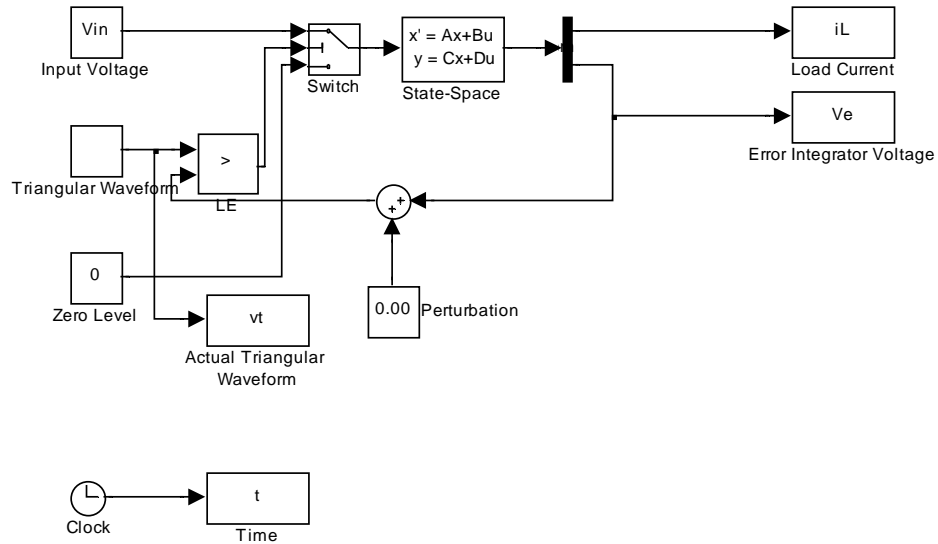 Vin
Input Voltage
Switch
x' = Ax+Bu
y = Cx+Du
State-Space
iL
Load Current
Ve
Error Integrator Voltage
Triangular Waveform
>
LE
+
+
0
Zero Level
0.00
Perturbation
vt
Actual Triangular
Waveform
Clock
t
Time